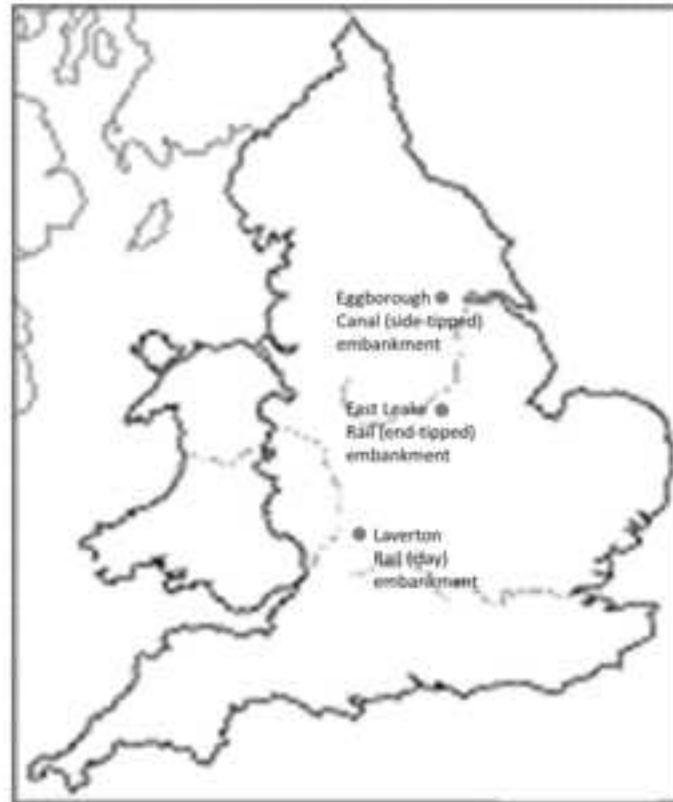 Eggborough
Canal (side-tipped)
embankment
East Leake
Rail (end-tipped)
embankment
Laverton
Rail (clay)
embankment